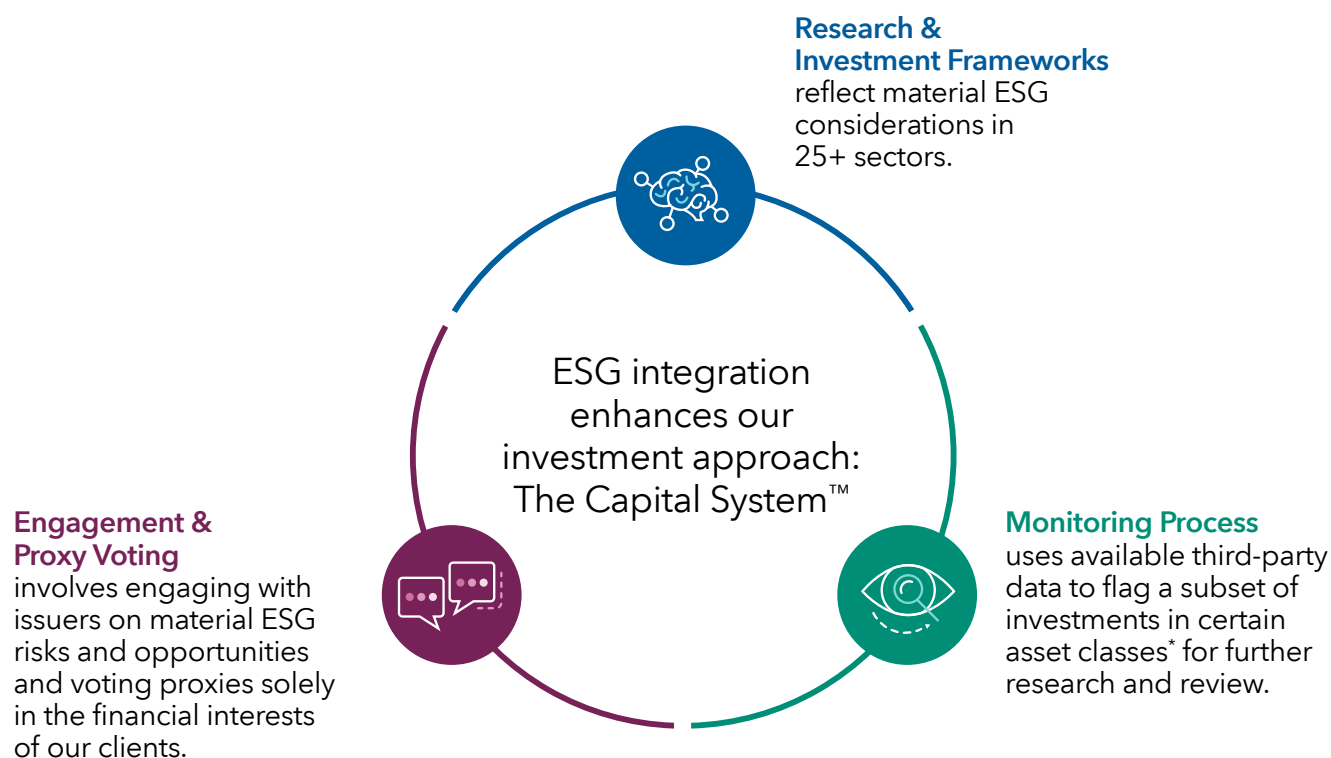 Research &
Investment Frameworks
reflect material ESG
considerations in
25+ sectors.
ESG integration
enhances our
investment approach:
The Capital System™
Engagement &
Proxy Voting
involves engaging with
issuers on material ESG
risks and opportunities
and voting proxies solely
in the financial interests
of our clients.
Monitoring Process
uses available third-party
data to flag a subset of
investments in certain
asset classes* for further
research and review.